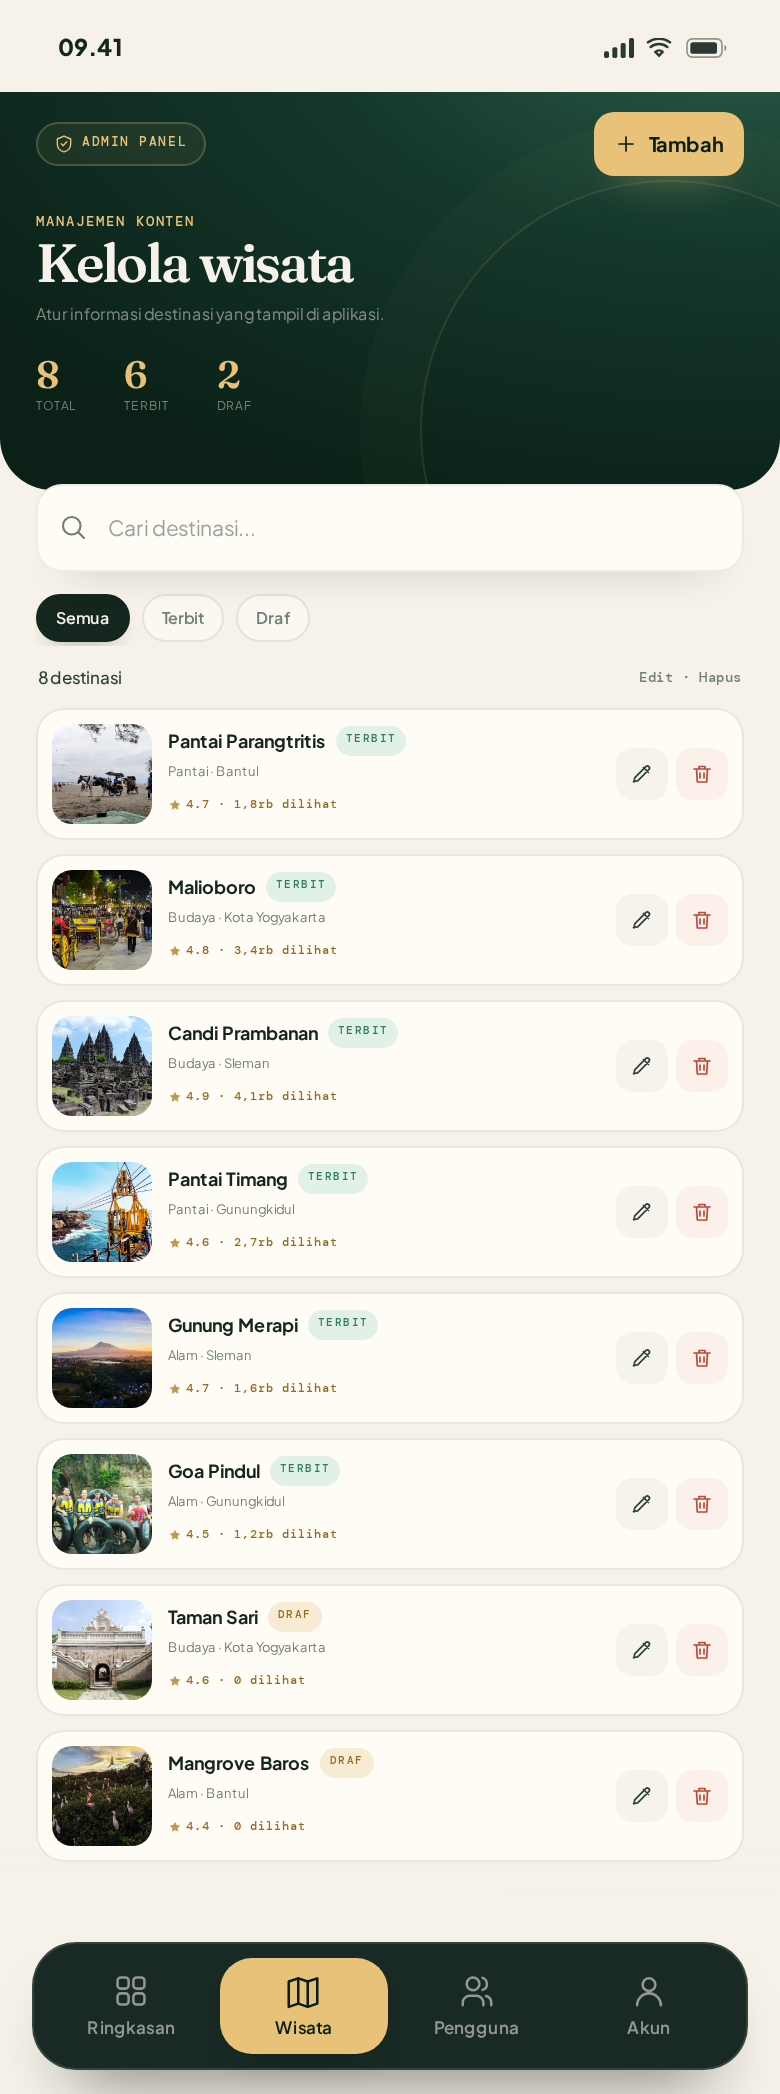 09.41
ADMIN PANEL
Tambah
MANAJEMEN KONTEN
Kelola wisata
Atur informasi destinasi yang tampil di aplikasi.
8 6 2
TOTAL TERBIT DRAF
Cari destinasi...
Semua Terbit Draf
8 destinasi Edit · Hapus
Pantai Parangtritis TERBIT
Pantai · Bantul
4.7 · 1,8rb dilihat
Malioboro TERBIT
Budaya · Kota Yogyakarta
4.8 · 3,4rb dilihat
Candi Prambanan TERBIT
Budaya · Sleman
4.9 · 4,1rb dilihat
Pantai Timang TERBIT
Pantai · Gunungkidul
4.6 · 2,7rb dilihat
Gunung Merapi TERBIT
Alam · Sleman
4.7 · 1,6rb dilihat
Goa Pindul TERBIT
Alam · Gunungkidul
4.5 · 1,2rb dilihat
Taman Sari DRAF
Budaya · Kota Yogyakarta
4.6 · 0 dilihat
Mangrove Baros DRAF
Alam · Bantul
4.4 · 0 dilihat
Ringkasan Wisata Pengguna Akun